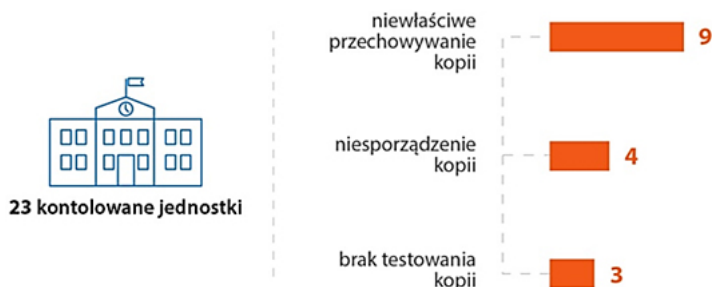 niewłaściwe
przechowywanie
kopii
9
niesporządzenie
kopii
4
23 kontolowane jednostki
brak testowania
kopii
3